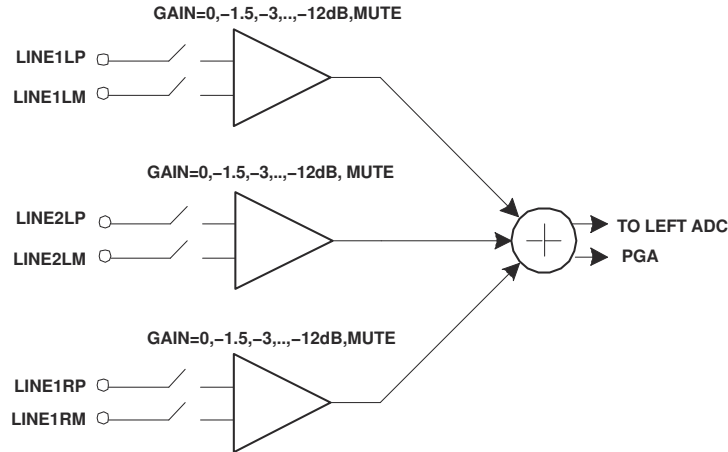 GAIN=0,−1.5,−3,..,−12dB,MUTE
LINE1LP
LINE1LM
GAIN=0,−1.5,−3,..,−12dB, MUTE
LINE2LP
LINE2LM
TO LEFT ADC
PGA
GAIN=0,−1.5,−3,..,−12dB,MUTE
LINE1RP
LINE1RM